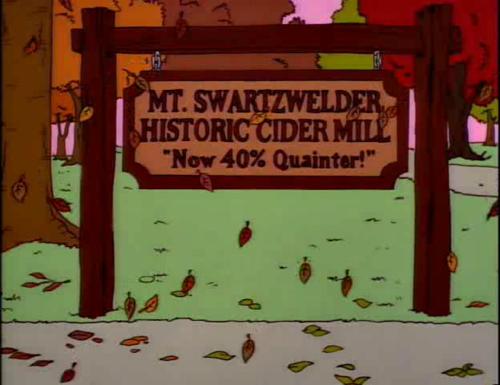 MT. SWARTZWELDER
HISTORIC CIDER MILL
"Now 40% Quainter!"